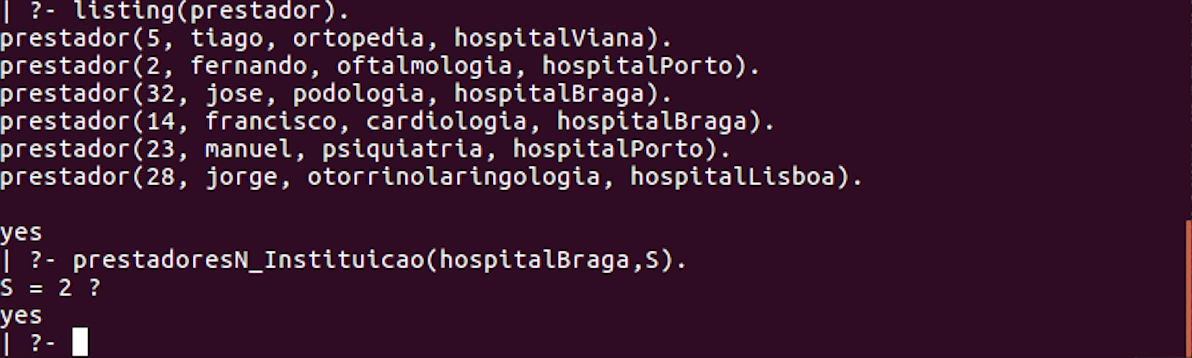 | ?- listing(prestador).
prestador(5, tiago, ortopedia, hospitalViana).
prestador(2, fernando, oftalmologia, hospitalPorto).
prestador(32, jose, podologia, hospitalBraga).
prestador(14, francisco, cardiologia, hospitalBraga).
prestador(23, manuel, psiquiatria, hospitalPorto).
prestador(28, jorge, otorrinolaringologia, hospitalLisboa).
yes
| ?- prestadoresN_Instituicao(hospitalBraga,S).
S = 2 ?
yes
| ?-